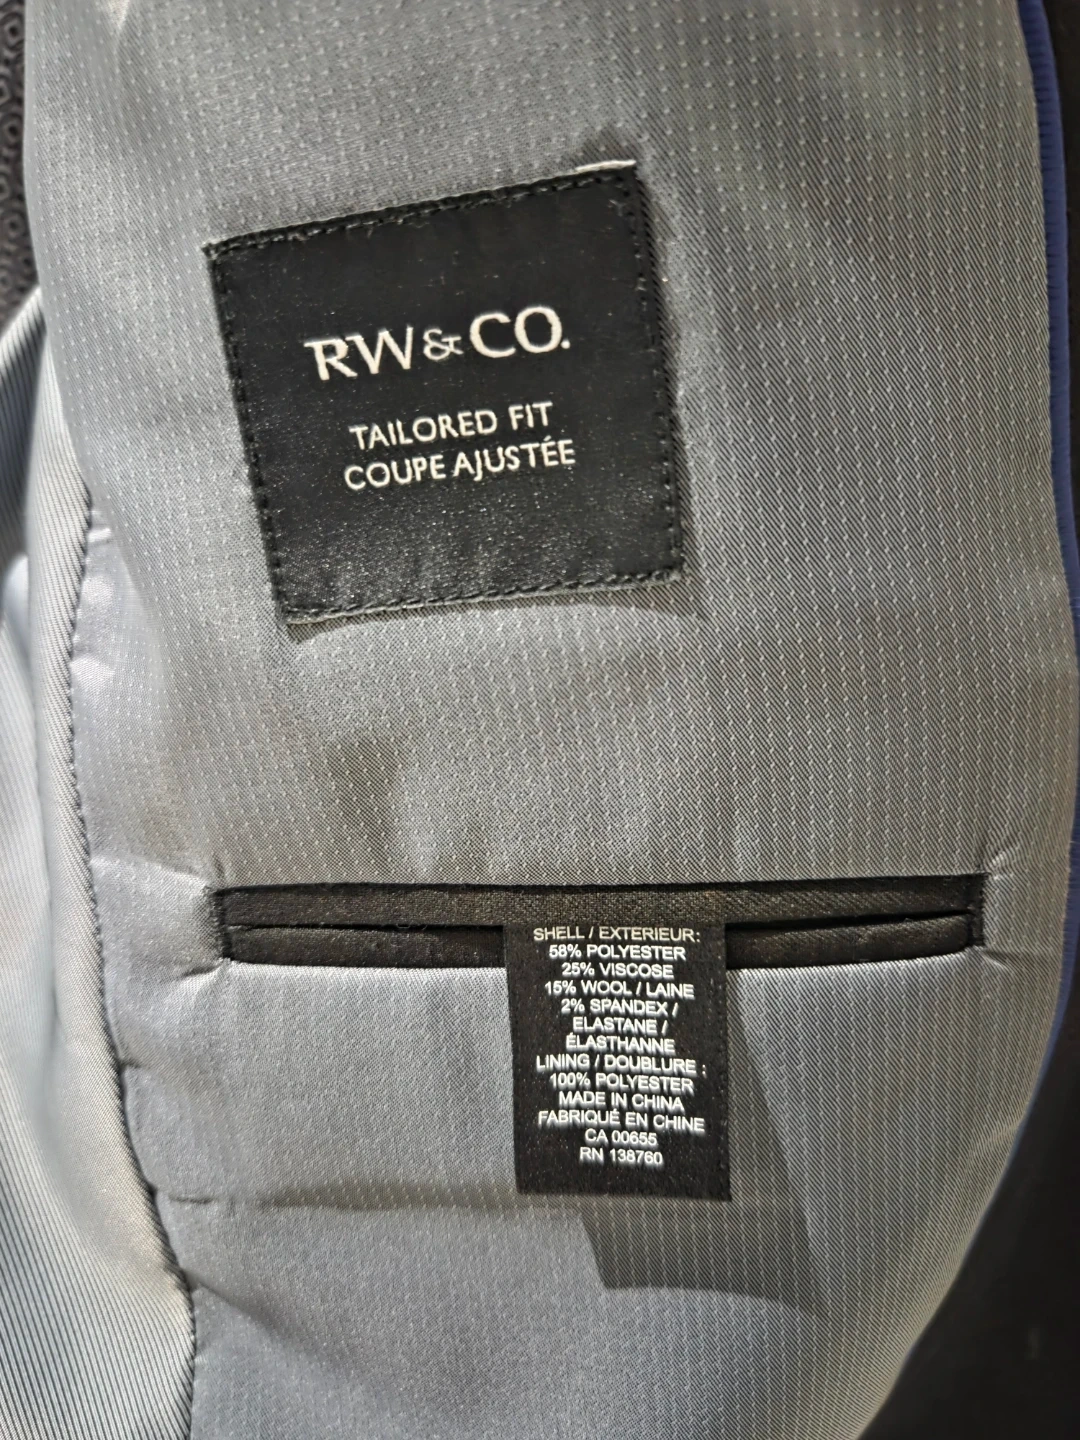 RW&CO.
TAILORED FIT
COUPE AJUSTÉE
SHELL / EXTERIEUR:
58% POLYESTER
25% VISCOSE
15% WOOL / LAINE
2% SPANDEX /
ELASTANE /
ÉLASTHANNE
LINING / DOUBLURE :
100% POLYESTER
MADE IN CHINA
FABRIQUÉ EN CHINE
CA 00655
RN 138760